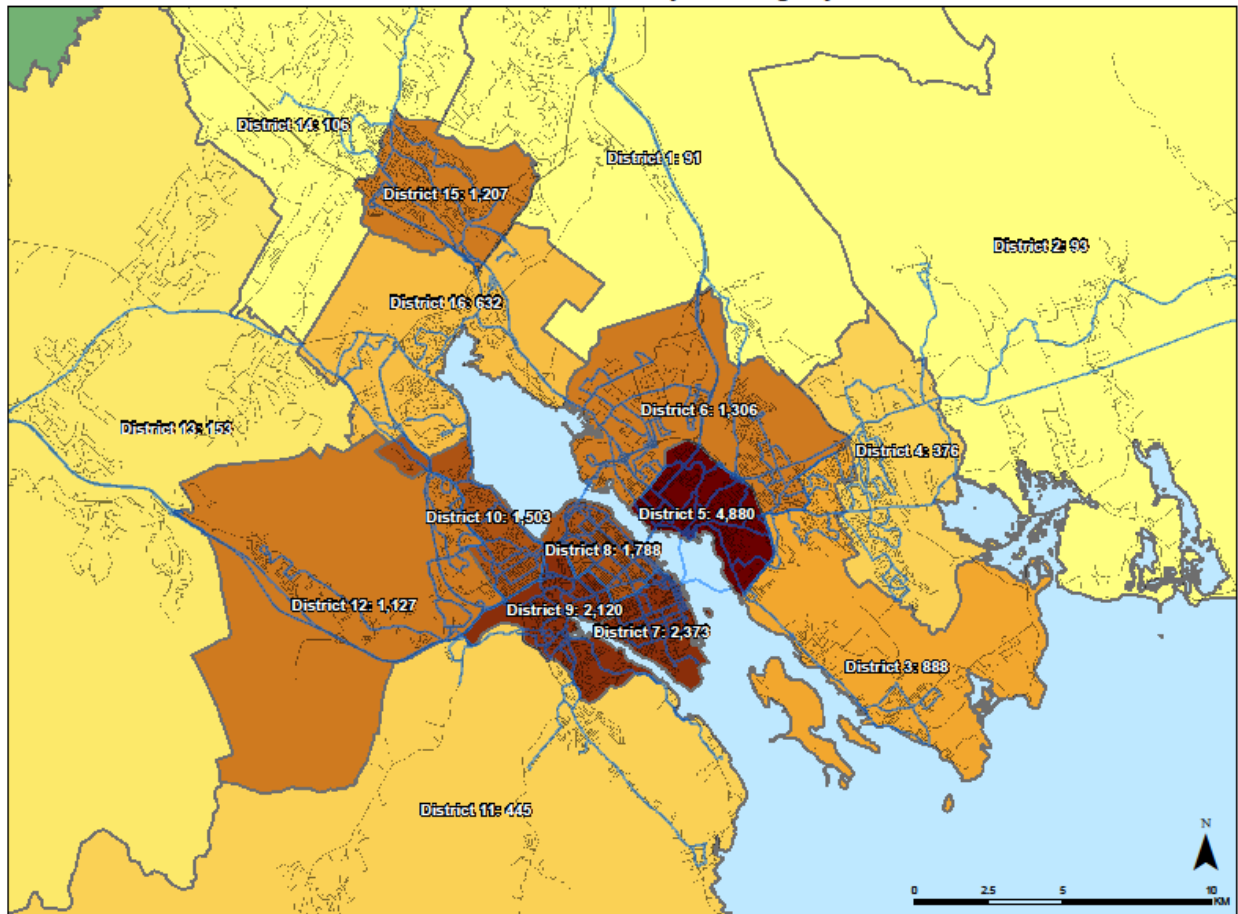 District 14: 106
District 1: 91
District 15: 1,207
District 2: 93
District 16: 632
District 6: 1,306
District 13: 153
District 4: 376
District 10: 1,503
District 5: 4,880
District 8: 1,788
District 12: 1,127
District 9: 2,120
District 7: 2,373
District 3: 888
District 11: 445
N
0 2.5 5 10
KM